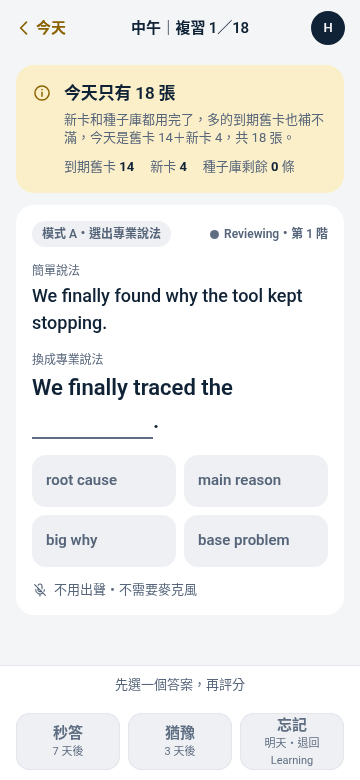 今天
中午｜複習 1／18
H
今天只有 18 張
新卡和種子庫都用完了，多的到期舊卡也補不
滿，今天是舊卡 14＋新卡 4，共 18 張。
到期舊卡 14 新卡 4 種子庫剩餘 0 條
模式 A・選出專業說法
Reviewing・第 1 階
簡單說法
We finally found why the tool kept
stopping.
換成專業說法
We finally traced the
____________.
root cause
main reason
big why
base problem
不用出聲・不需要麥克風
先選一個答案，再評分
秒答
7 天後
猶豫
3 天後
忘記
明天・退回
Learning